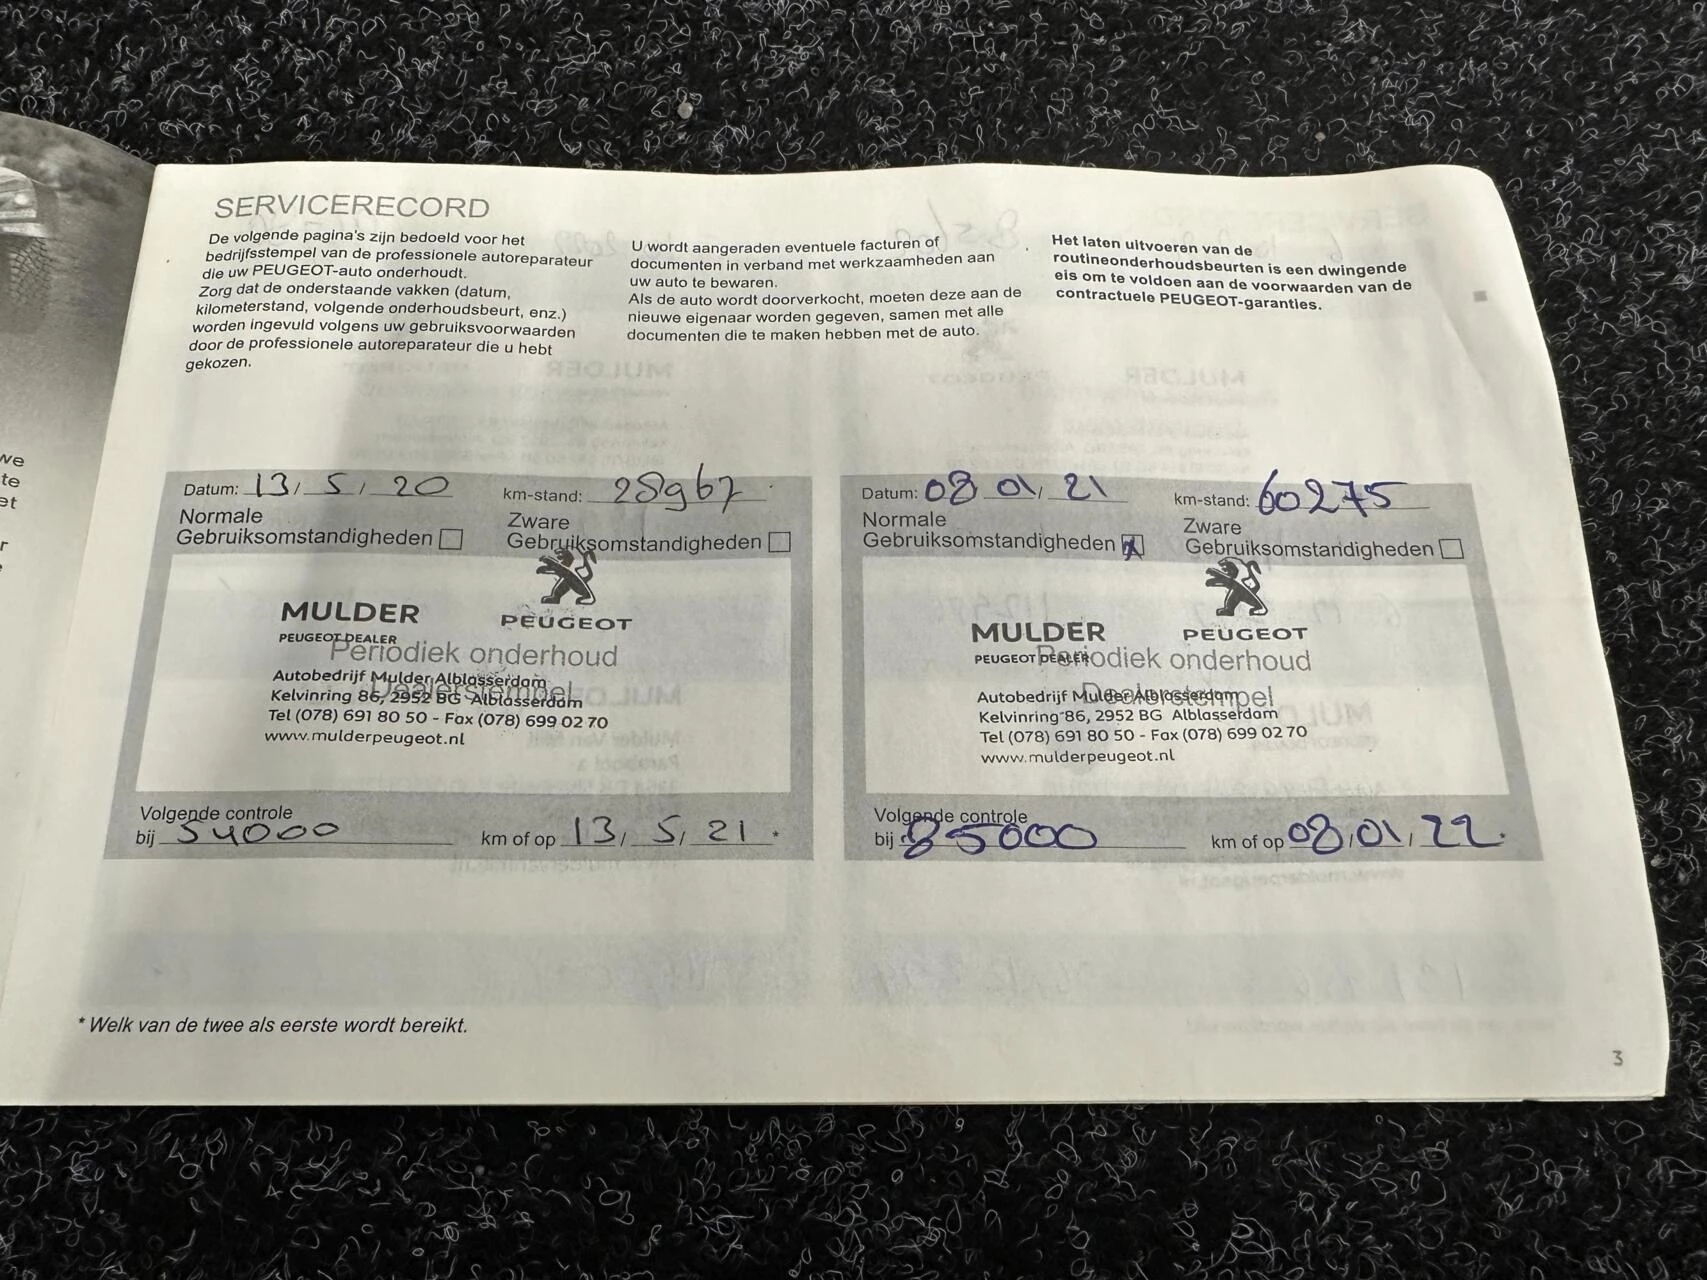 SERVICERECORD
De volgende pagina's zijn bedoeld voor het
bedrijfsstempel van de professionele autoreparateur
die uw PEUGEOT-auto onderhoudt.
Zorg dat de onderstaande vakken (datum,
kilometerstand, volgende onderhoudsbeurt, enz.)
worden ingevuld volgens uw gebruiksvoorwaarden
door de professionele autoreparateur die u hebt
gekozen.
U wordt aangeraden eventuele facturen of
documenten in verband met werkzaamheden aan
uw auto te bewaren.
Als de auto wordt doorverkocht, moeten deze aan de
nieuwe eigenaar worden gegeven, samen met alle
documenten die te maken hebben met de auto.
Het laten uitvoeren van de
routineonderhoudsbeurten is een dwingende
eis om te voldoen aan de voorwaarden van de
contractuele PEUGEOT-garanties.
Datum: 13/ 5 / 20 km-stand: 28967
Normale
Gebruiksomstandigheden
Zware
Gebruiksomstandigheden
MULDER
PEUGEOT DEALER
PEUGEOT
Periodiek onderhoud
Dealerstempel
Autobedrijf Mulder Alblasserdam
Kelvinring 86, 2952 BG Alblasserdam
Tel (078) 691 80 50 - Fax (078) 699 02 70
www.mulderpeugeot.nl
Volgende controle
bij 54000 km of op 13/ 5/ 21 *
Datum: 08 01/ 21 km-stand: 60275
Normale
Gebruiksomstandigheden x
Zware
Gebruiksomstandigheden
MULDER
PEUGEOT DEALER
PEUGEOT
Periodiek onderhoud
Dealerstempel
Autobedrijf Mulder Alblasserdam
Kelvinring 86, 2952 BG Alblasserdam
Tel (078) 691 80 50 - Fax (078) 699 02 70
www.mulderpeugeot.nl
Volgende controle
bij 85000 km of op 08/01/ 22 *
* Welk van de twee als eerste wordt bereikt.
3